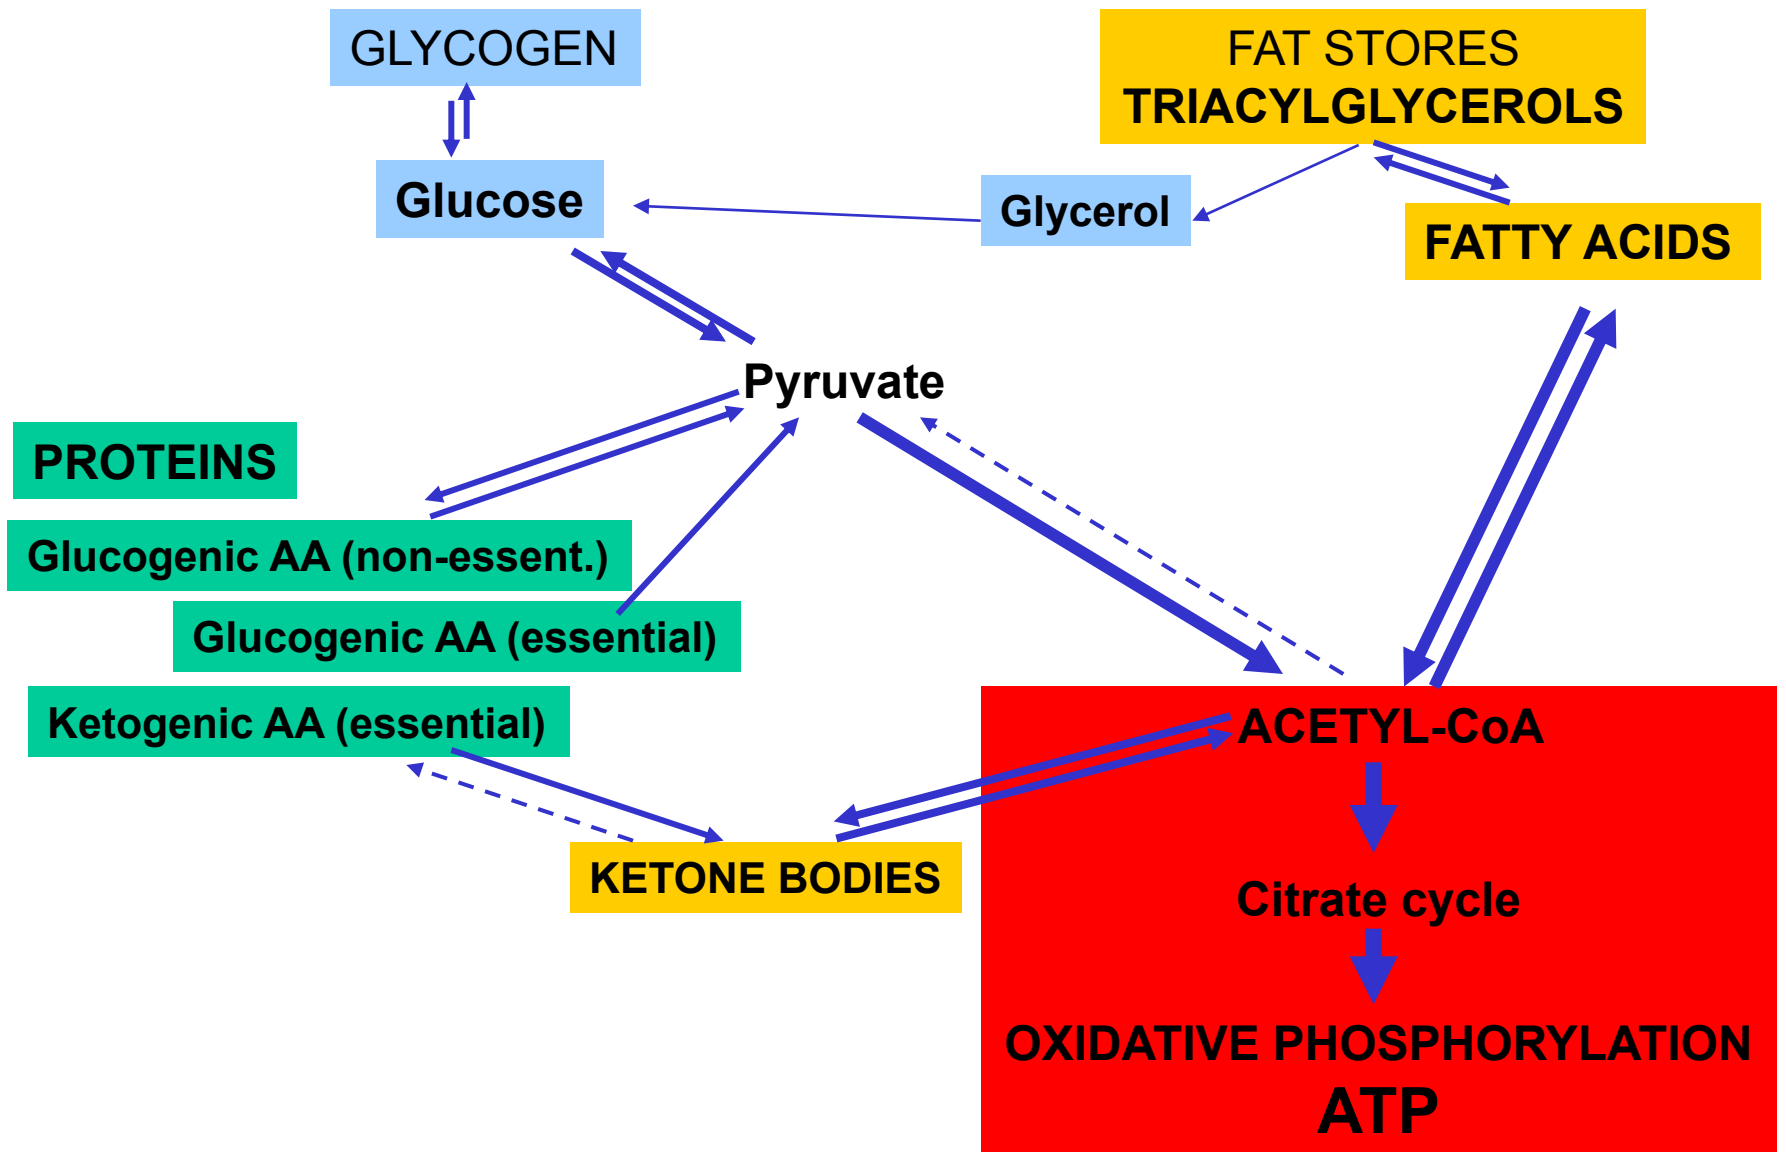 GLYCOGEN
FAT STORES
TRIACYLGLYCEROLS
Glucose
Glycerol
FATTY ACIDS
Pyruvate
PROTEINS
Glucogenic AA (non-essent.)
Glucogenic AA (essential)
Ketogenic AA (essential)
ACETYL-CoA
KETONE BODIES
Citrate cycle
OXIDATIVE PHOSPHORYLATION
ATP